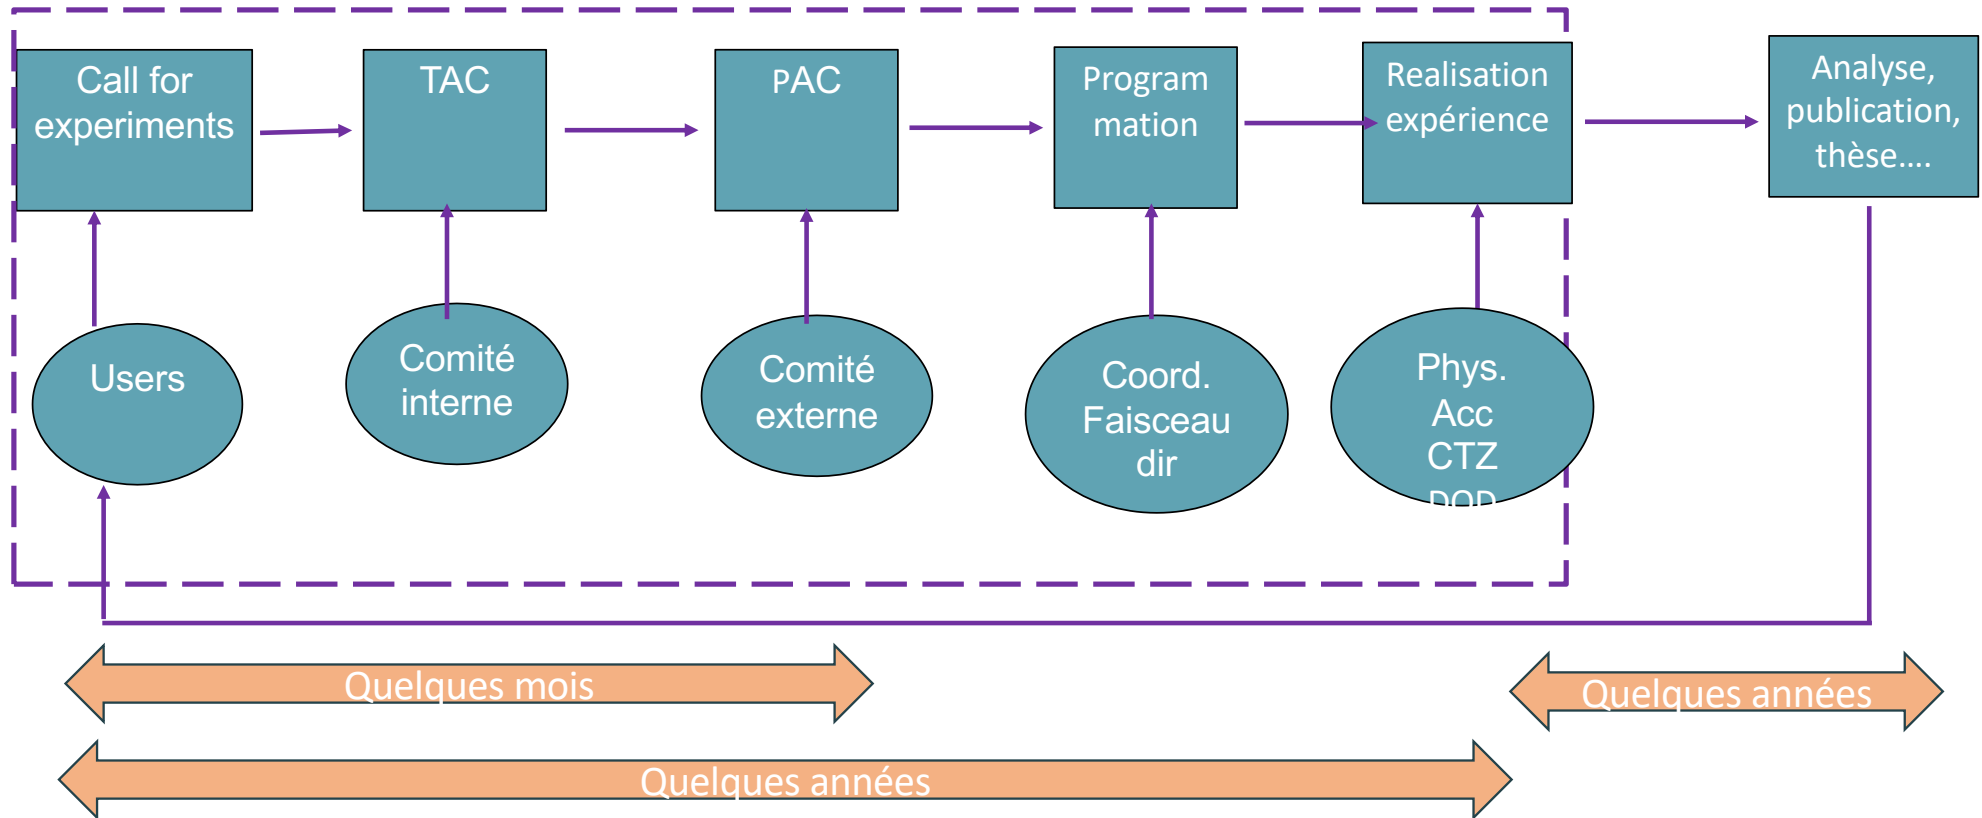 Call for
experiments
TAC
PAC
Program
mation
Realisation
expérience
Analyse,
publication,
thèse....
Users
Comité
interne
Comité
externe
Coord.
Faisceau
dir
Phys.
Acc
CTZ
DOD
Quelques mois
Quelques années
Quelques années